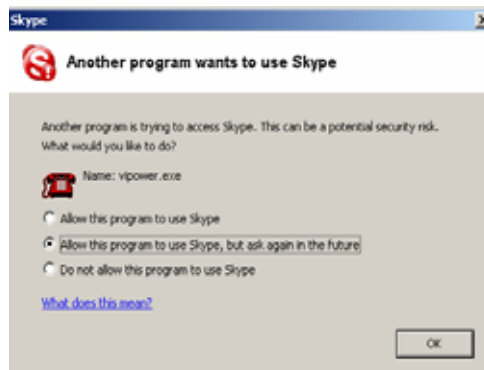 Skype
Another program wants to use Skype
Another program is trying to access Skype. This can be a potential security risk.
What would you like to do?
Name: vipower.exe
Allow this program to use Skype
Allow this program to use Skype, but ask again in the future
Do not allow this program to use Skype
What does this mean?
OK